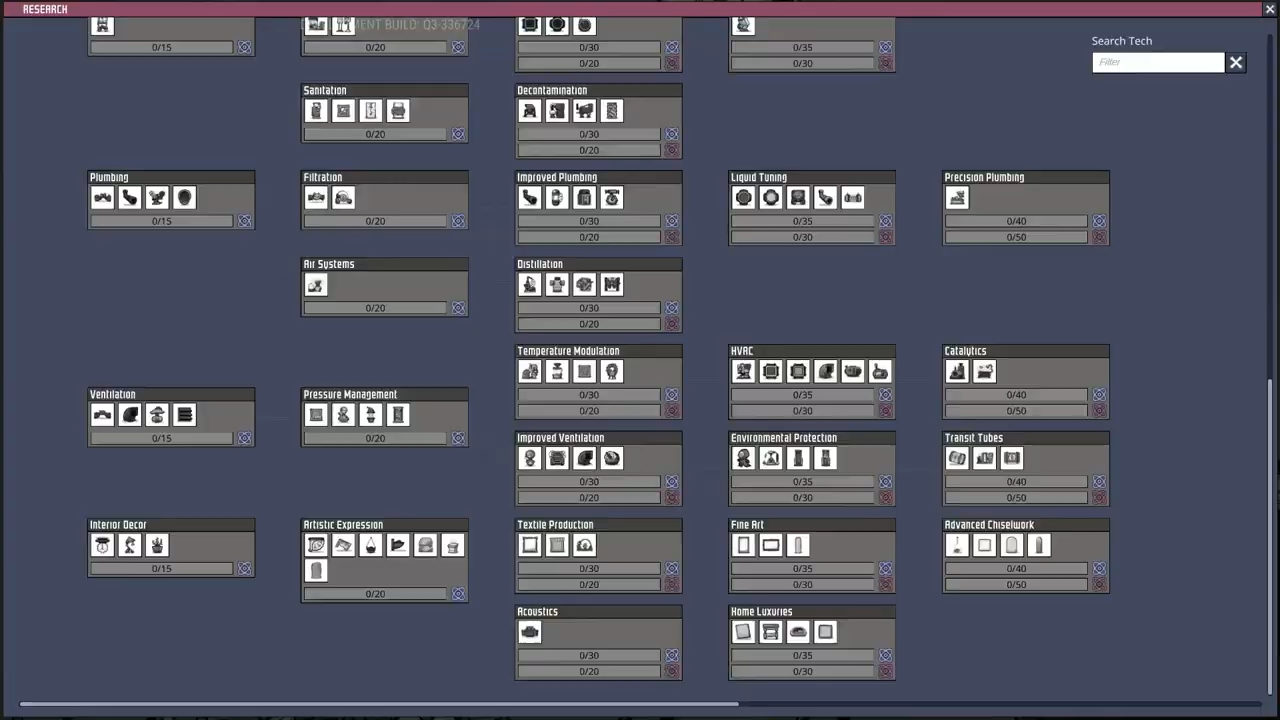 RESEARCH
MENT BUILD: Q3-336724
Search Tech
Filter
0/15
0/20
0/30
0/20
0/35
0/30
Sanitation
0/20
Decontamination
0/30
0/20
Plumbing
0/15
Filtration
0/20
Improved Plumbing
0/30
0/20
Liquid Tuning
0/35
0/30
Precision Plumbing
0/40
0/50
Air Systems
0/20
Distillation
0/30
0/20
Temperature Modulation
0/30
0/20
HVAC
0/35
0/30
Catalytics
0/40
0/50
Ventilation
0/15
Pressure Management
0/20
Improved Ventilation
0/30
0/20
Environmental Protection
0/35
0/30
Transit Tubes
0/40
0/50
Interior Decor
0/15
Artistic Expression
0/20
Textile Production
0/30
0/20
Fine Art
0/35
0/30
Advanced Chiselwork
0/40
0/50
Acoustics
0/30
0/20
Home Luxuries
0/35
0/30